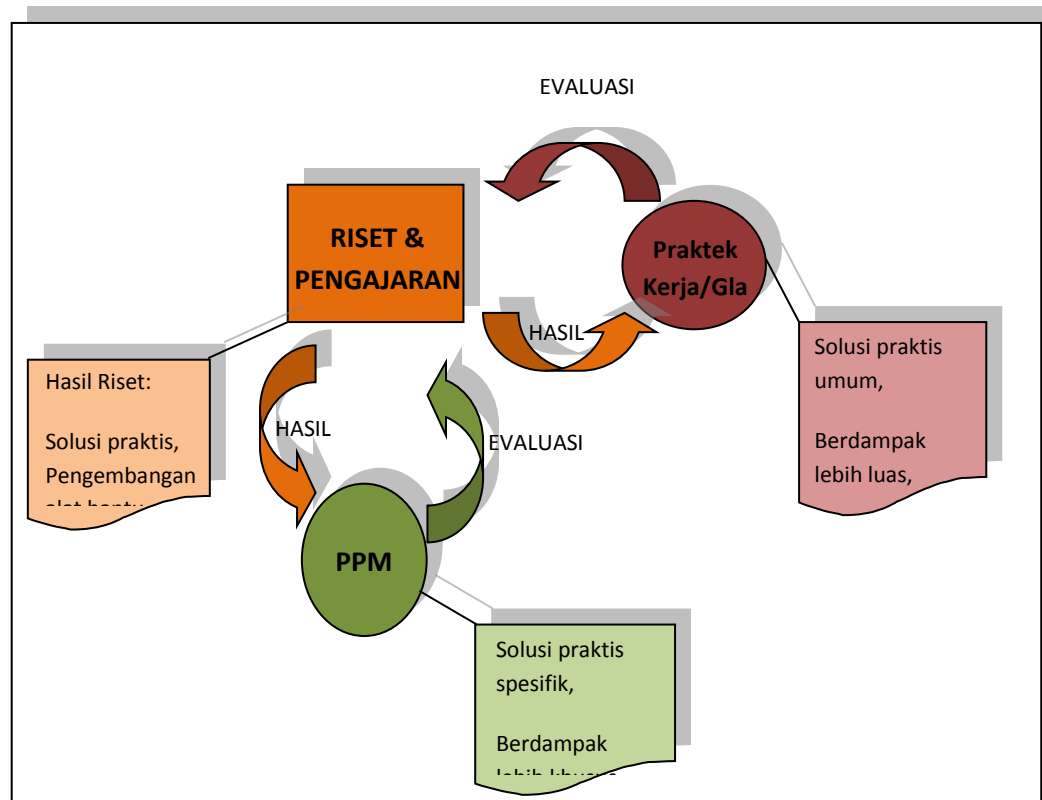 EVALUASI
RISET &
PENGAJARAN
Praktek
Kerja/Gla
HASIL
Solusi praktis
umum,
Berdampak
lebih luas,
Hasil Riset:
Solusi praktis,
Pengembangan
HASIL
EVALUASI
PPM
Solusi praktis
spesifik,
Berdampak